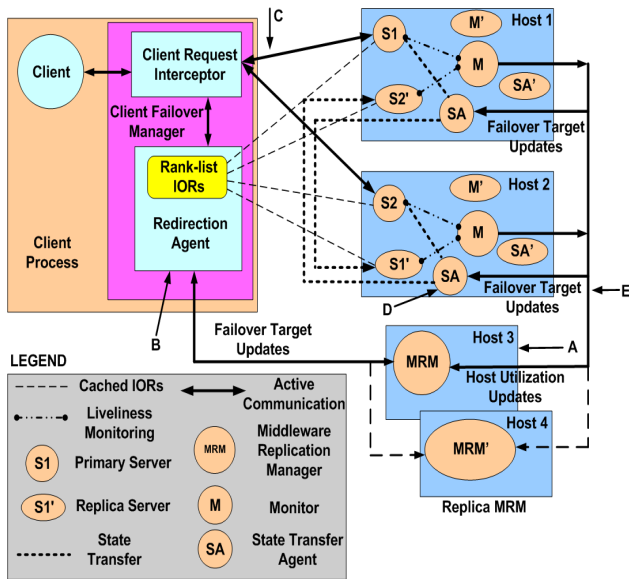 C
Host 1
M'
S1
Client
Client Request
Interceptor
M
SA'
S2'
SA
Client Failover
Manager
Failover Target
Updates
Rank-list
IORs
Redirection
Agent
Host 2
M'
S2
M
SA'
S1'
SA
Failover Target
Updates
Client
Process
D
E
B
Failover Target
Updates
Host 3
A
MRM
Host Utilization
Updates
Host 4
MRM'
Replica MRM
LEGEND
Cached IORs
Active
Communication
Liveliness
Monitoring
S1
Primary Server
MRM
Middleware
Replication
Manager
S1'
Replica Server
M
Monitor
State
Transfer
SA
State Transfer
Agent